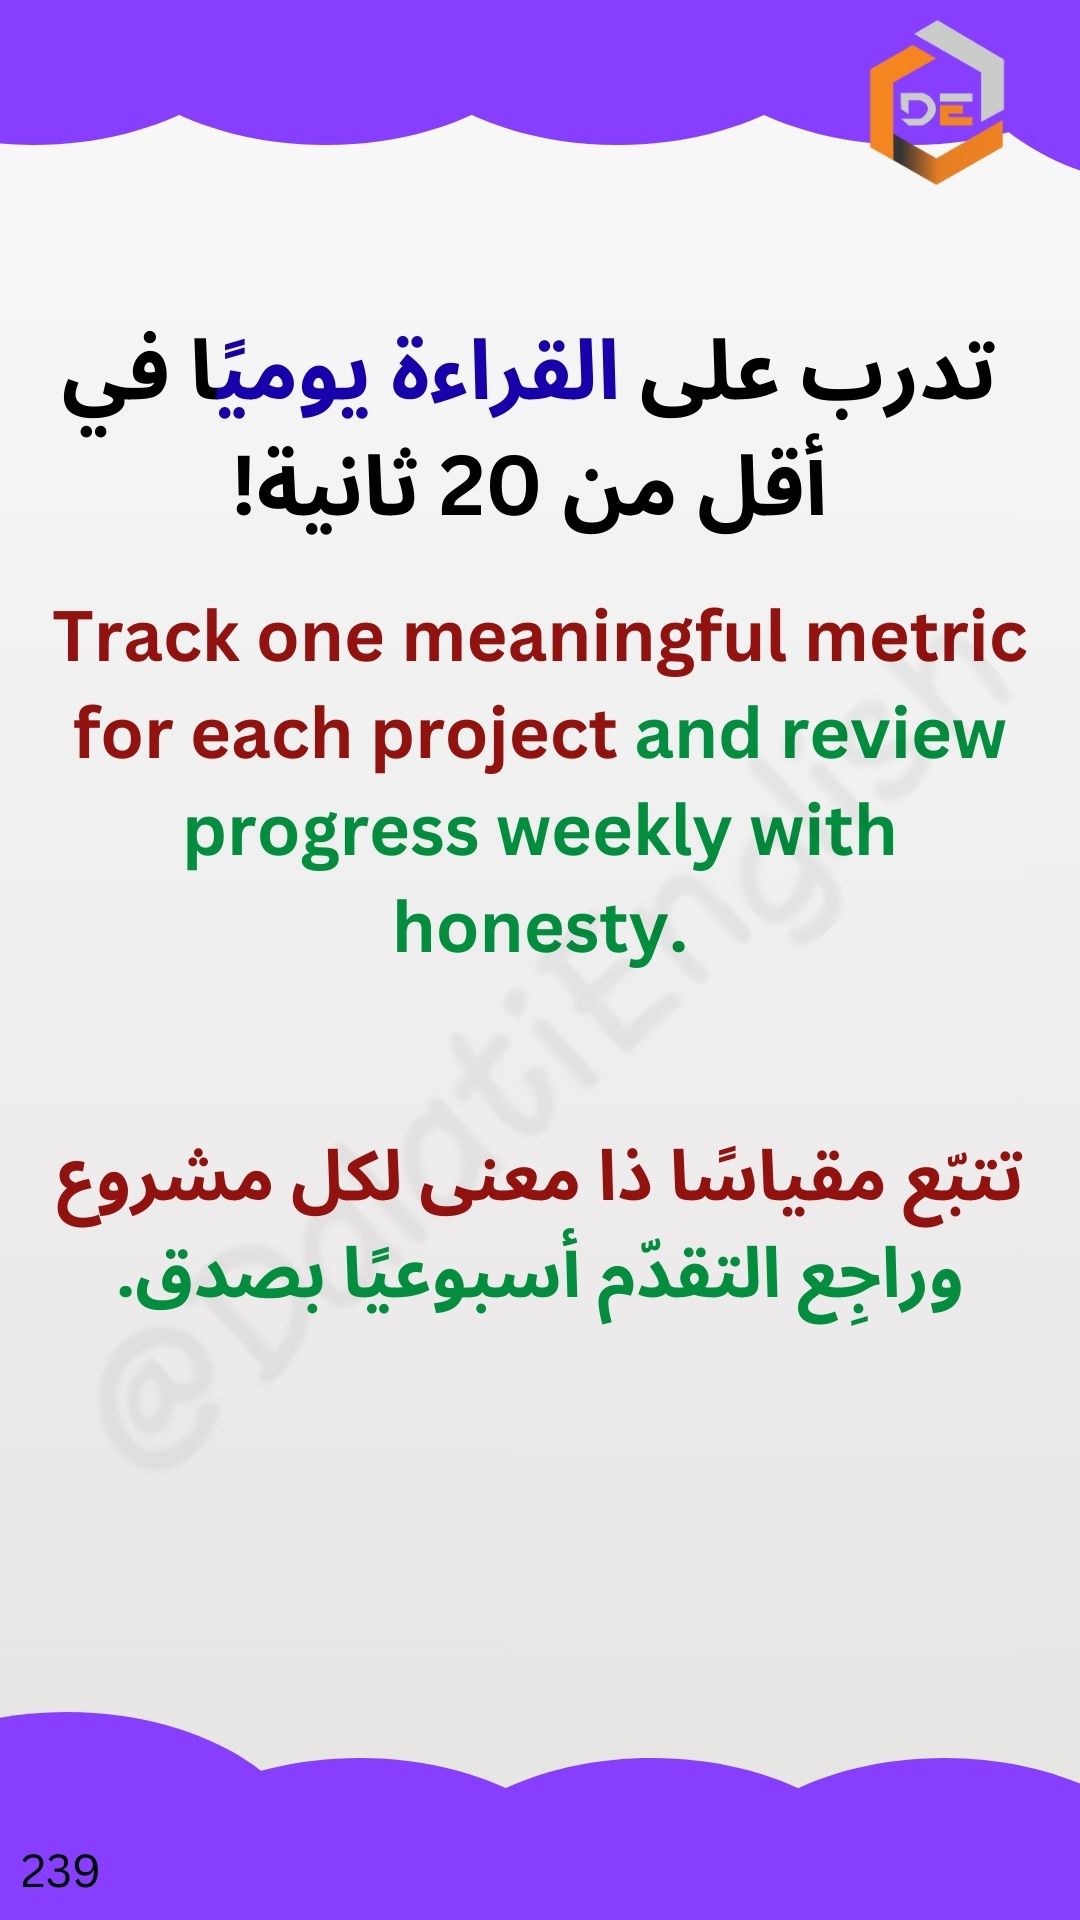 DE
تدرب على القراءة يوميًا في
أقل من 20 ثانية!
Track one meaningful metric
for each project and review
progress weekly with
honesty.
تتبّع مقياسًا ذا معنى لكل مشروع
وراجِع التقدّم أسبوعيًا بصدق.
@DdatiEnglish
239